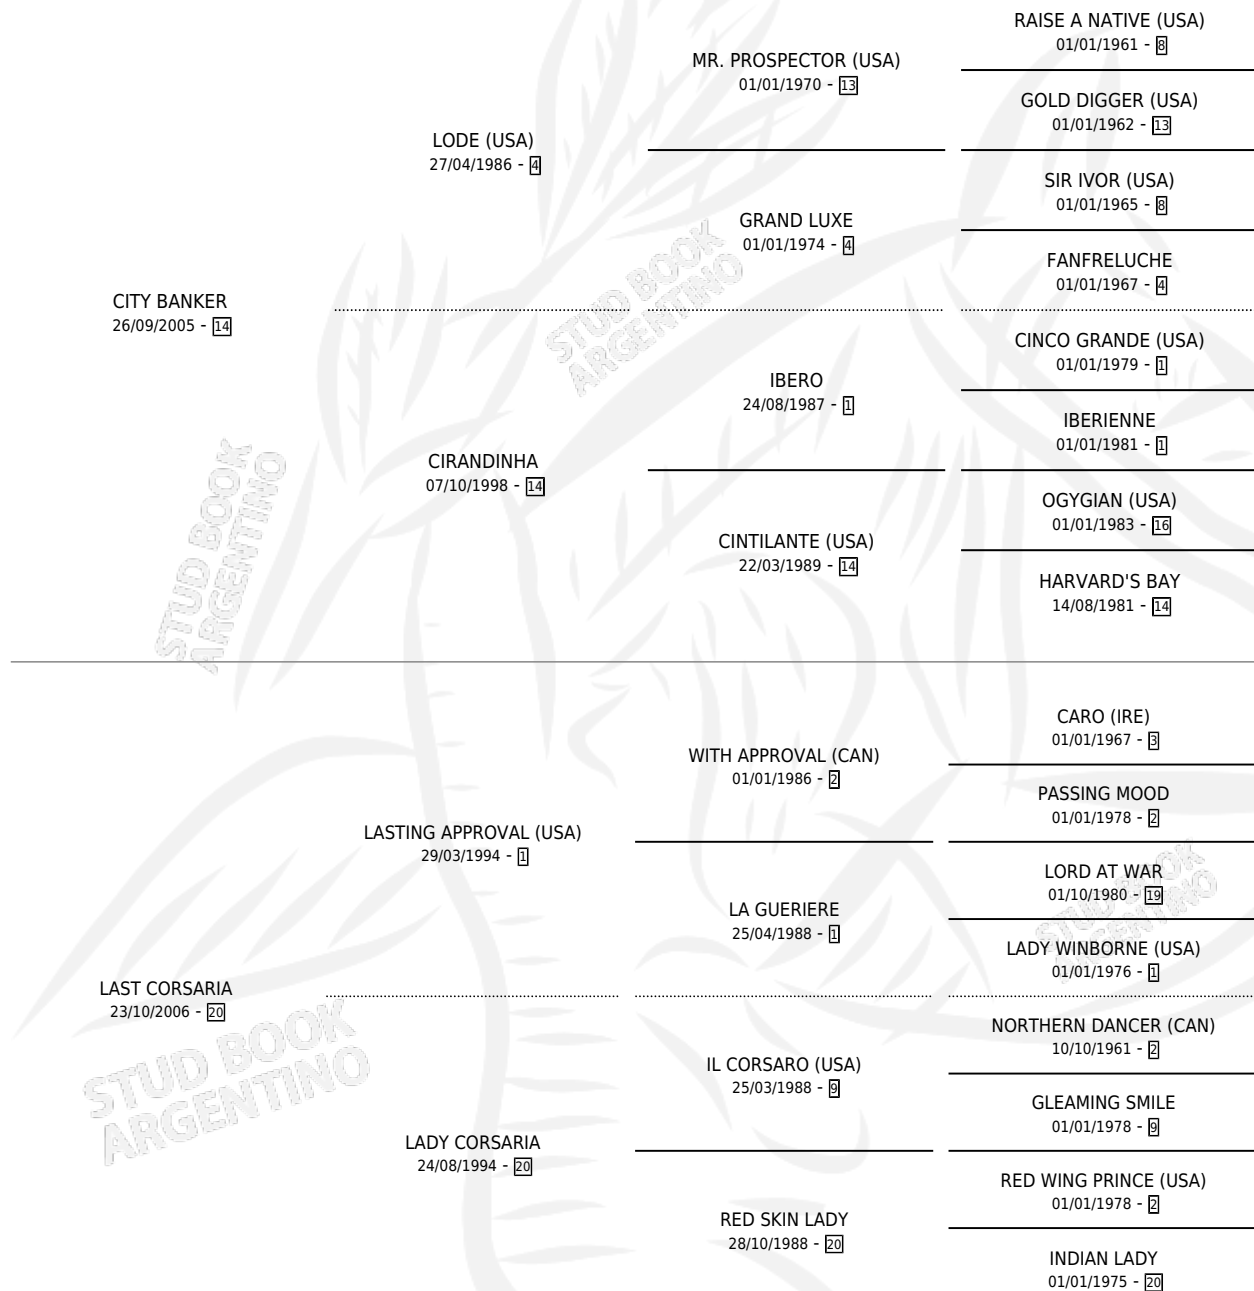 RAISE A NATIVE (USA)
01/01/1961 - 8
MR. PROSPECTOR (USA)
01/01/1970 - 13
GOLD DIGGER (USA)
01/01/1962 - 13
LODE (USA)
27/04/1986 - 4
SIR IVOR (USA)
01/01/1965 - 8
GRAND LUXE
01/01/1974 - 4
FANFRELUCHE
01/01/1967 - 4
CITY BANKER
26/09/2005 - 14
STUD BOOK
ARGENTINO
CINCO GRANDE (USA)
01/01/1979 - 1
IBERO
24/08/1987 - 1
IBERIENNE
01/01/1981 - 1
CIRANDINHA
07/10/1998 - 14
OGYGIAN (USA)
01/01/1983 - 16
CINTILANTE (USA)
22/03/1989 - 14
HARVARD'S BAY
14/08/1981 - 14
STUD BOOK
ARGENTINO
CARO (IRE)
01/01/1967 - 3
WITH APPROVAL (CAN)
01/01/1986 - 2
PASSING MOOD
01/01/1978 - 2
LASTING APPROVAL (USA)
29/03/1994 - 1
LORD AT WAR
01/10/1980 - 19
LA GUERIERE
25/04/1988 - 1
STUD BOOK
ARGENTINO
LADY WINBORNE (USA)
01/01/1976 - 1
LAST CORSARIA
23/10/2006 - 20
STUD BOOK
ARGENTINO
NORTHERN DANCER (CAN)
10/10/1961 - 2
IL CORSARO (USA)
25/03/1988 - 9
GLEAMING SMILE
01/01/1978 - 9
LADY CORSARIA
24/08/1994 - 20
RED WING PRINCE (USA)
01/01/1978 - 2
RED SKIN LADY
28/10/1988 - 20
INDIAN LADY
01/01/1975 - 20